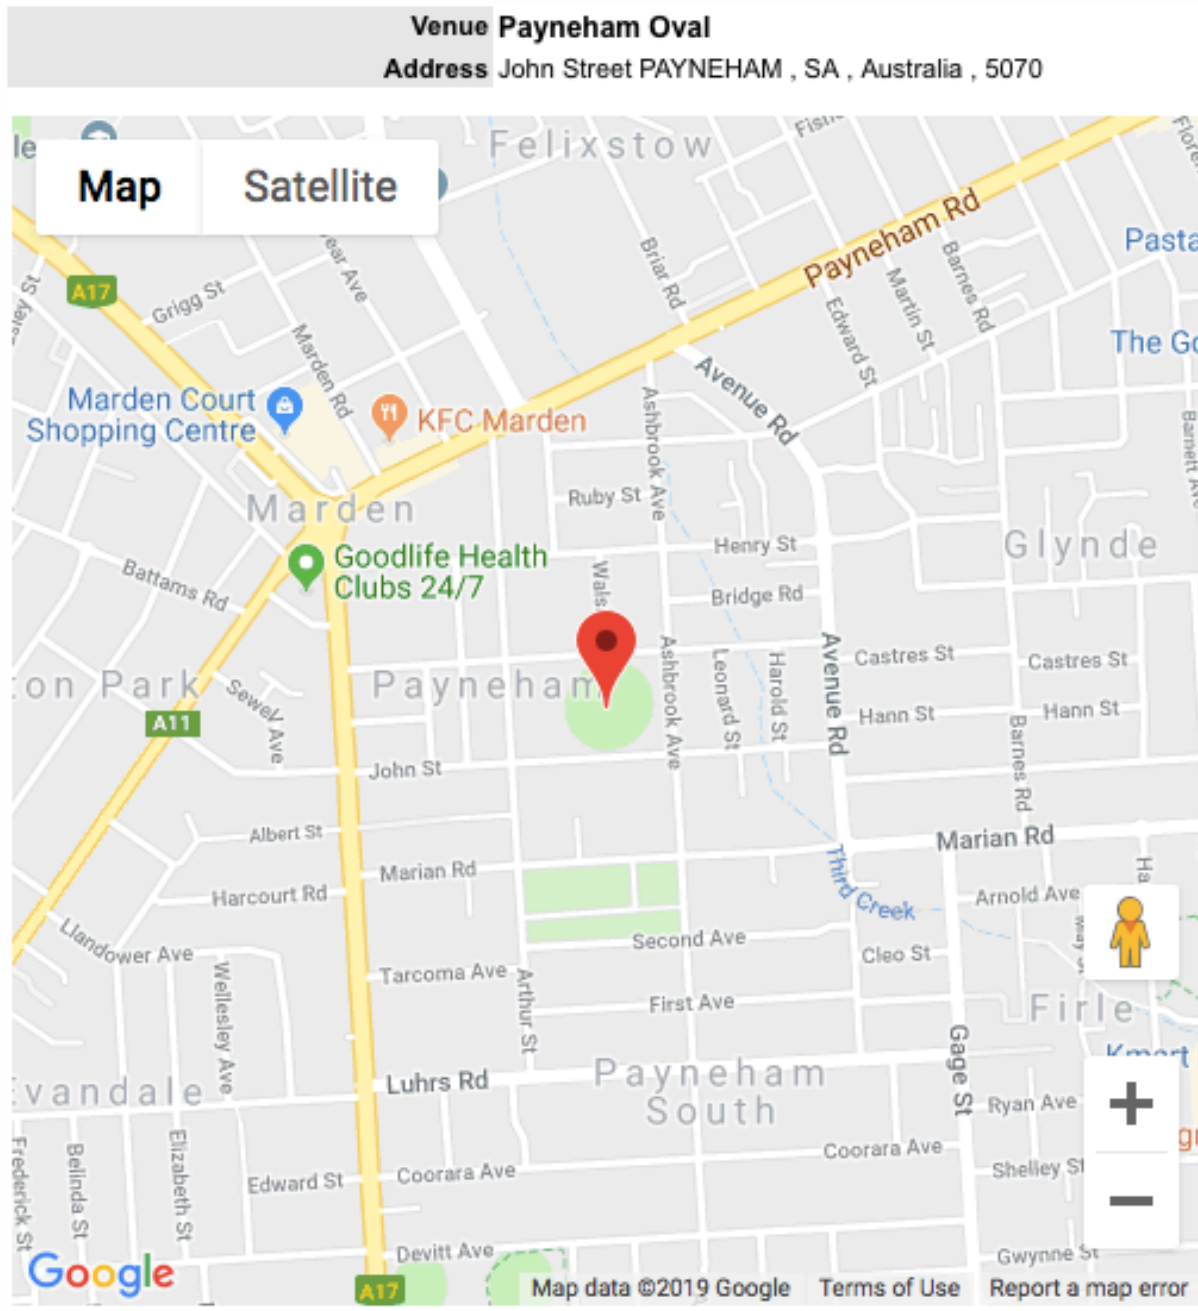 Venue Payneham Oval
Address John Street PAYNEHAM , SA , Australia , 5070
Map Satellite
Felixstow
Payneham Rd
Pasta
A17
Grigg St
Briar Rd
Barnes Rd
Martin St
Edward St
Marden Rd
The Go
Avenue Rd
Marden Court
Shopping Centre
KFC Marden
Ashbrook Ave
Ruby St
Marden
Henry St
Glynde
Goodlife Health
Clubs 24/7
Battams Rd
Bridge Rd
Castres St
Castres St
ton Park
Payneham
Sewell Ave
Ashbrook Ave
Leonard St
Harold St
Avenue Rd
Hann St
Hann St
A11
Barnes Rd
John St
Albert St
Marian Rd
Marian Rd
Third Creek
Harcourt Rd
Arnold Ave
Llandower Ave
Second Ave
Cleo St
Tarcoma Ave
Arthur St
Wellesley Ave
First Ave
Firle
Gage St
Kmart
Luhrs Rd
Payneham
South
Evandale
Ryan Ave
Frederick St
Belinda St
Elizabeth St
Edward St
Coorara Ave
Coorara Ave
Shelley St
Devitt Ave
Gwynne St
Google
A17
Map data ©2019 Google Terms of Use Report a map error